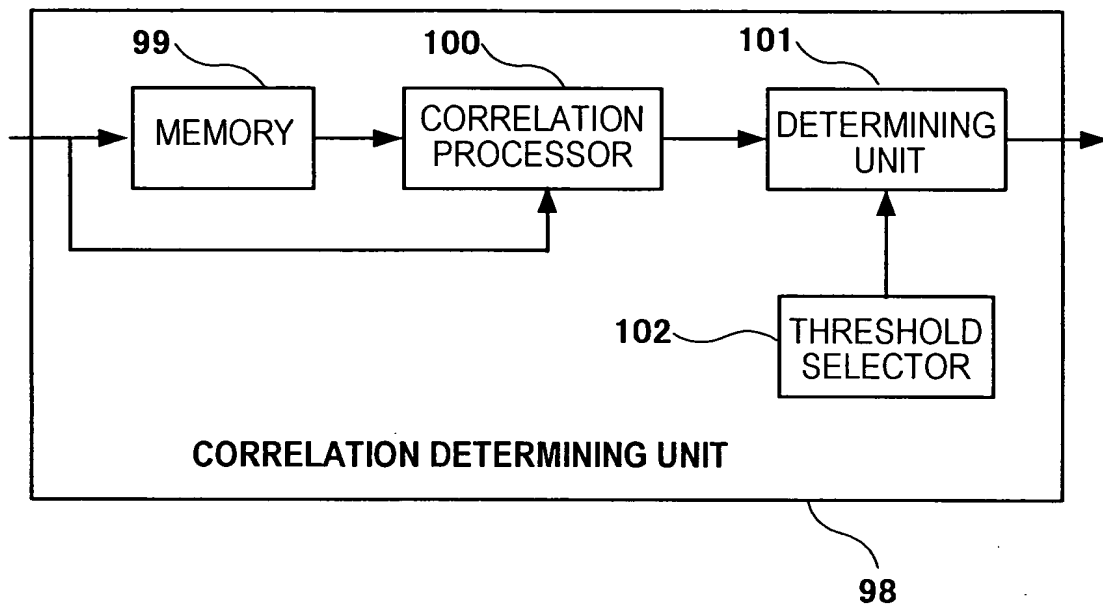 99
100
101
MEMORY
CORRELATION
PROCESSOR
DETERMINING
UNIT
102
THRESHOLD
SELECTOR
CORRELATION DETERMINING UNIT
98